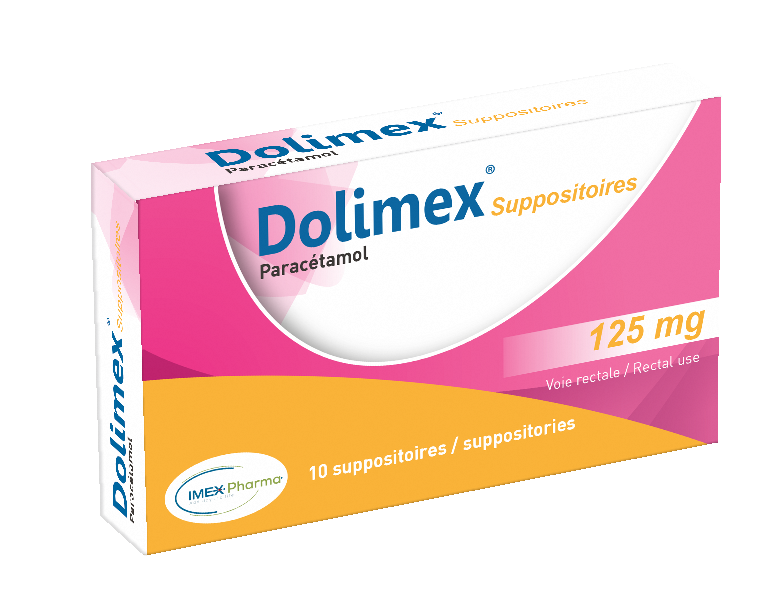 Dolimex® Suppositoires
Paracétamol
Dolimex® Suppositoires
Paracétamol
125 mg
Voie rectale / Rectal use
10 suppositoires / suppositories
IMEX Pharma
Dolimex® Suppositoires
Paracétamol